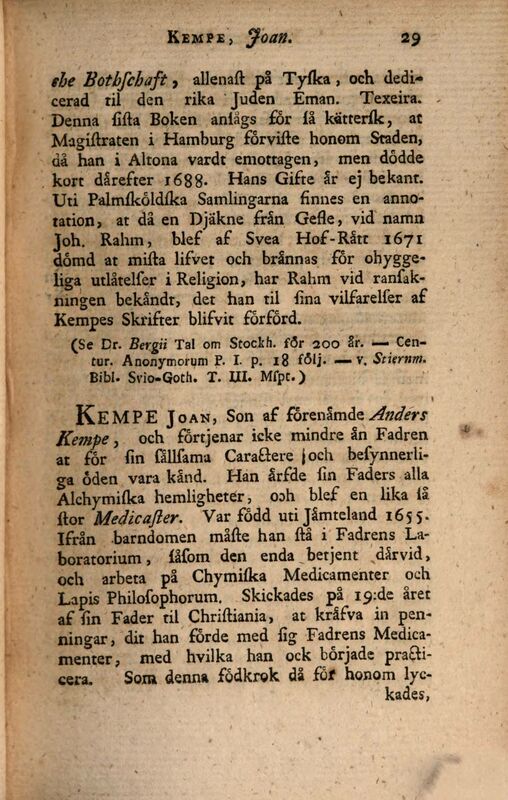 KEMPE, Joan. 29
ehe Bothſchaft, allenaſt på Tyſka, och dedi-
cerad til den rika Juden Eman. Texeira.
Denna ſiſta Boken anſågs för ſå kätterſk, at
Magiſtraten i Hamburg förviſte honom Staden,
då han i Altona vardt emottagen, men dödde
kort därefter 1688. Hans Gifte är ej bekant.
Uti Palmſköldſka Samlingarna finnes en anno-
tation, at då en Djäkne från Gefle, vid namn
Joh. Rahm, blef af Svea Hof-Rätt 1671
dömd at miſta lifvet och brännas för ohygge-
liga utlåtelſer i Religion, har Rahm vid ranſak-
ningen bekändt, det han til ſina vilfarelſer af
Kempes Skrifter blifvit förförd.
(Se Dr. Bergii Tal om Stockh. för 200 år. — Cen-
tur. Anonymorum P. I. p. 18 följ. — v. Stiernm.
Bibl. Svio-Goth. T. III. Mſpt.)
KEMPE JOAN, Son af förenämde Anders
Kempe, och förtjenar icke mindre än Fadren
at för ſin fällſama Caractere och beſynnerli-
ga öden vara känd. Han ärfde ſin Faders alla
Alchymiſka hemligheter, och blef en lika ſå
ſtor Medicaſter. Var född uti Jämteland 1655.
Ifrån barndomen måſte han ſtå i Fadrens La-
boratorium, ſåſom den enda betjent därvid,
och arbeta på Chymiſka Medicamenter och
Lapis Philoſophorum. Skickades på 19:de året
af ſin Fader til Chriſtiania, at kräfva in pen-
ningar, dit han förde med ſig Fadrens Medica-
menter, med hvilka han ock började practi-
cera. Som denna födkrok då för honom lyc-
kades,